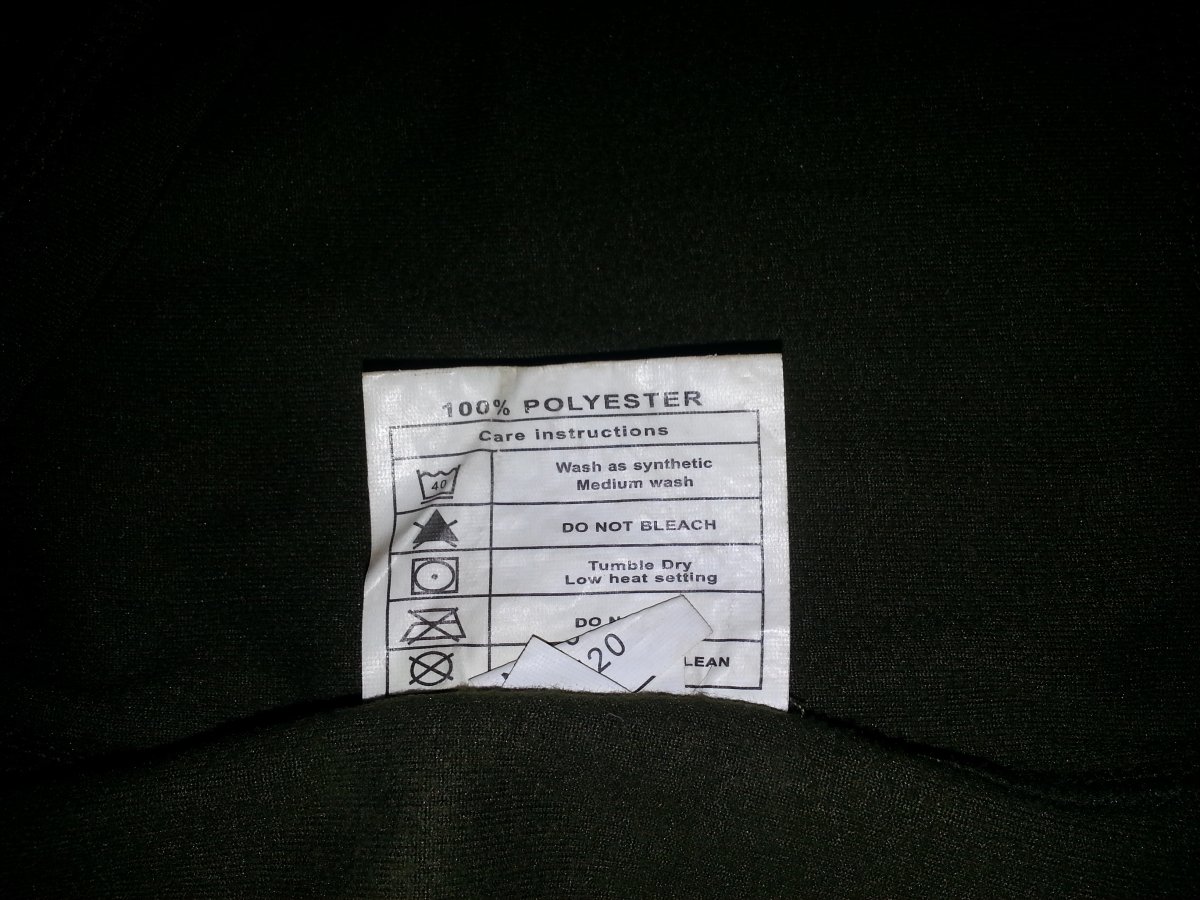 100% POLYESTER
Care instructions
40
Wash as synthetic
Medium wash
DO NOT BLEACH
Tumble Dry
Low heat setting
DO
20
LEAN